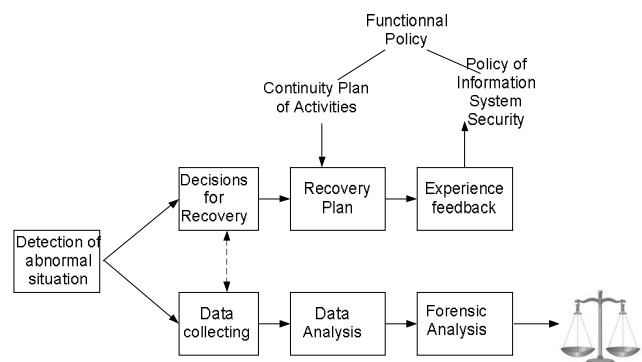 Functionnal
Policy
Continuity Plan
of Activities
Policy of
Information
System
Security
Decisions
for
Recovery
Recovery
Plan
Experience
feedback
Detection of
abnormal
situation
Data
collecting
Data
Analysis
Forensic
Analysis